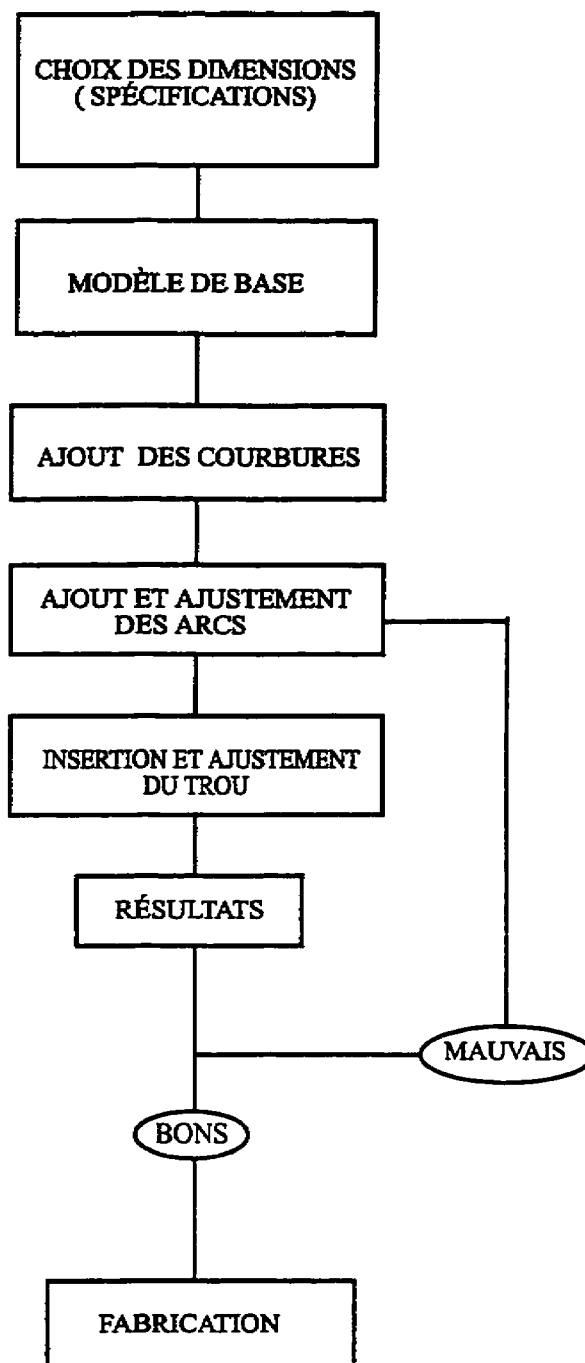 CHOIX DES DIMENSIONS
( SPÉCIFICATIONS)
MODÈLE DE BASE
AJOUT DES COURBURES
AJOUT ET AJUSTEMENT
DES ARCS
INSERTION ET AJUSTEMENT
DU TROU
RÉSULTATS
MAUVAIS
BONS
FABRICATION